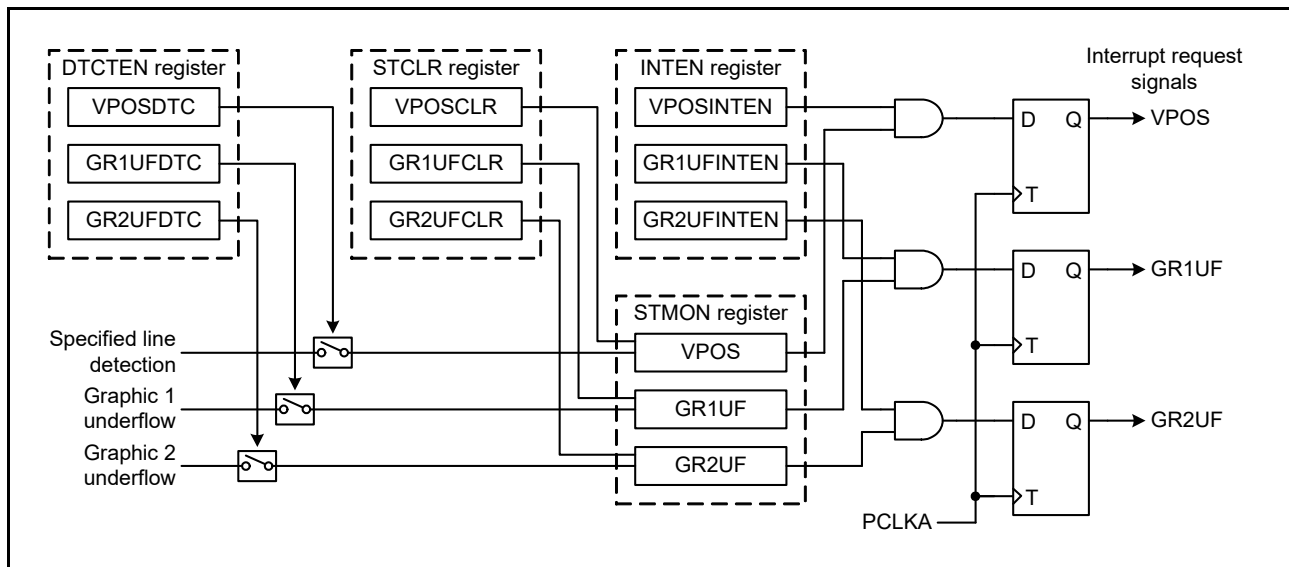 DTCTEN register
VPOSDTC
GR1UFDTC
GR2UFDTC
STCLR register
VPOSCLR
GR1UFCLR
GR2UFCLR
INTEN register
VPOSINTEN
GR1UFINTEN
GR2UFINTEN
Interrupt request
signals
D Q
T
VPOS
D Q
T
GR1UF
D Q
T
GR2UF
STMON register
VPOS
GR1UF
GR2UF
Specified line
detection
Graphic 1
underflow
Graphic 2
underflow
PCLKA